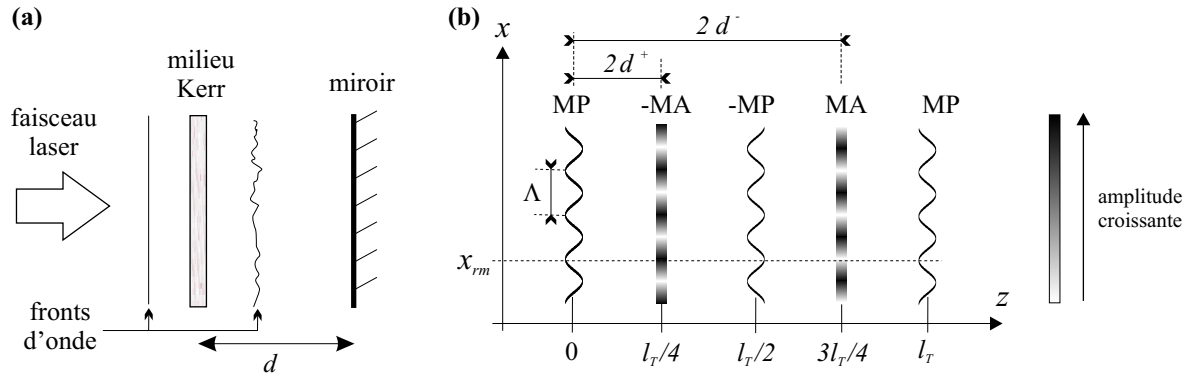 (a)
milieu
Kerr
miroir
faisceau
laser
fronts
d'onde
d
(b)
x
2 d⁻
2 d⁺
MP -MA -MP MA MP
Λ
x_rm
z
0 l_T/4 l_T/2 3l_T/4 l_T
amplitude
croissante